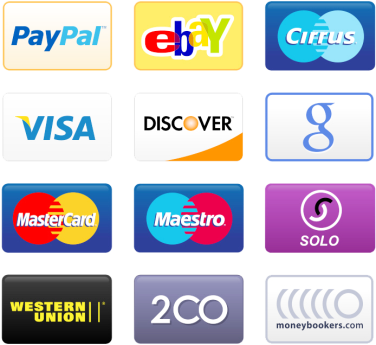 PayPal
ebaY
Cirrus
VISA
DISCOVER
g
MasterCard
Maestro
SOLO
WESTERN
UNION
2CO
moneybookers.com